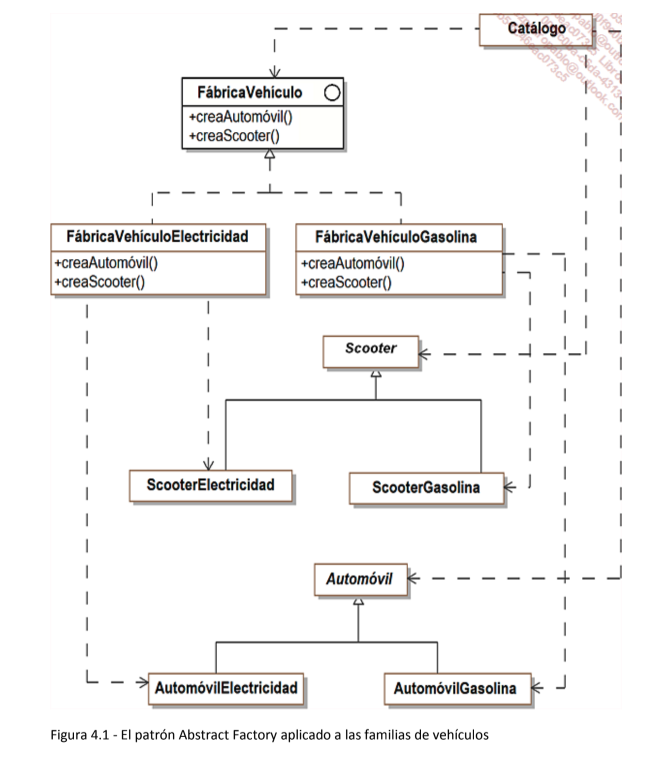 Catálogo
FábricaVehículo
+creaAutomóvil()
+creaScooter()
FábricaVehículoElectricidad
+creaAutomóvil()
+creaScooter()
FábricaVehículoGasolina
+creaAutomóvil()
+creaScooter()
Scooter
ScooterElectricidad
ScooterGasolina
Automóvil
AutomóvilElectricidad
AutomóvilGasolina
Figura 4.1 - El patrón Abstract Factory aplicado a las familias de vehículos